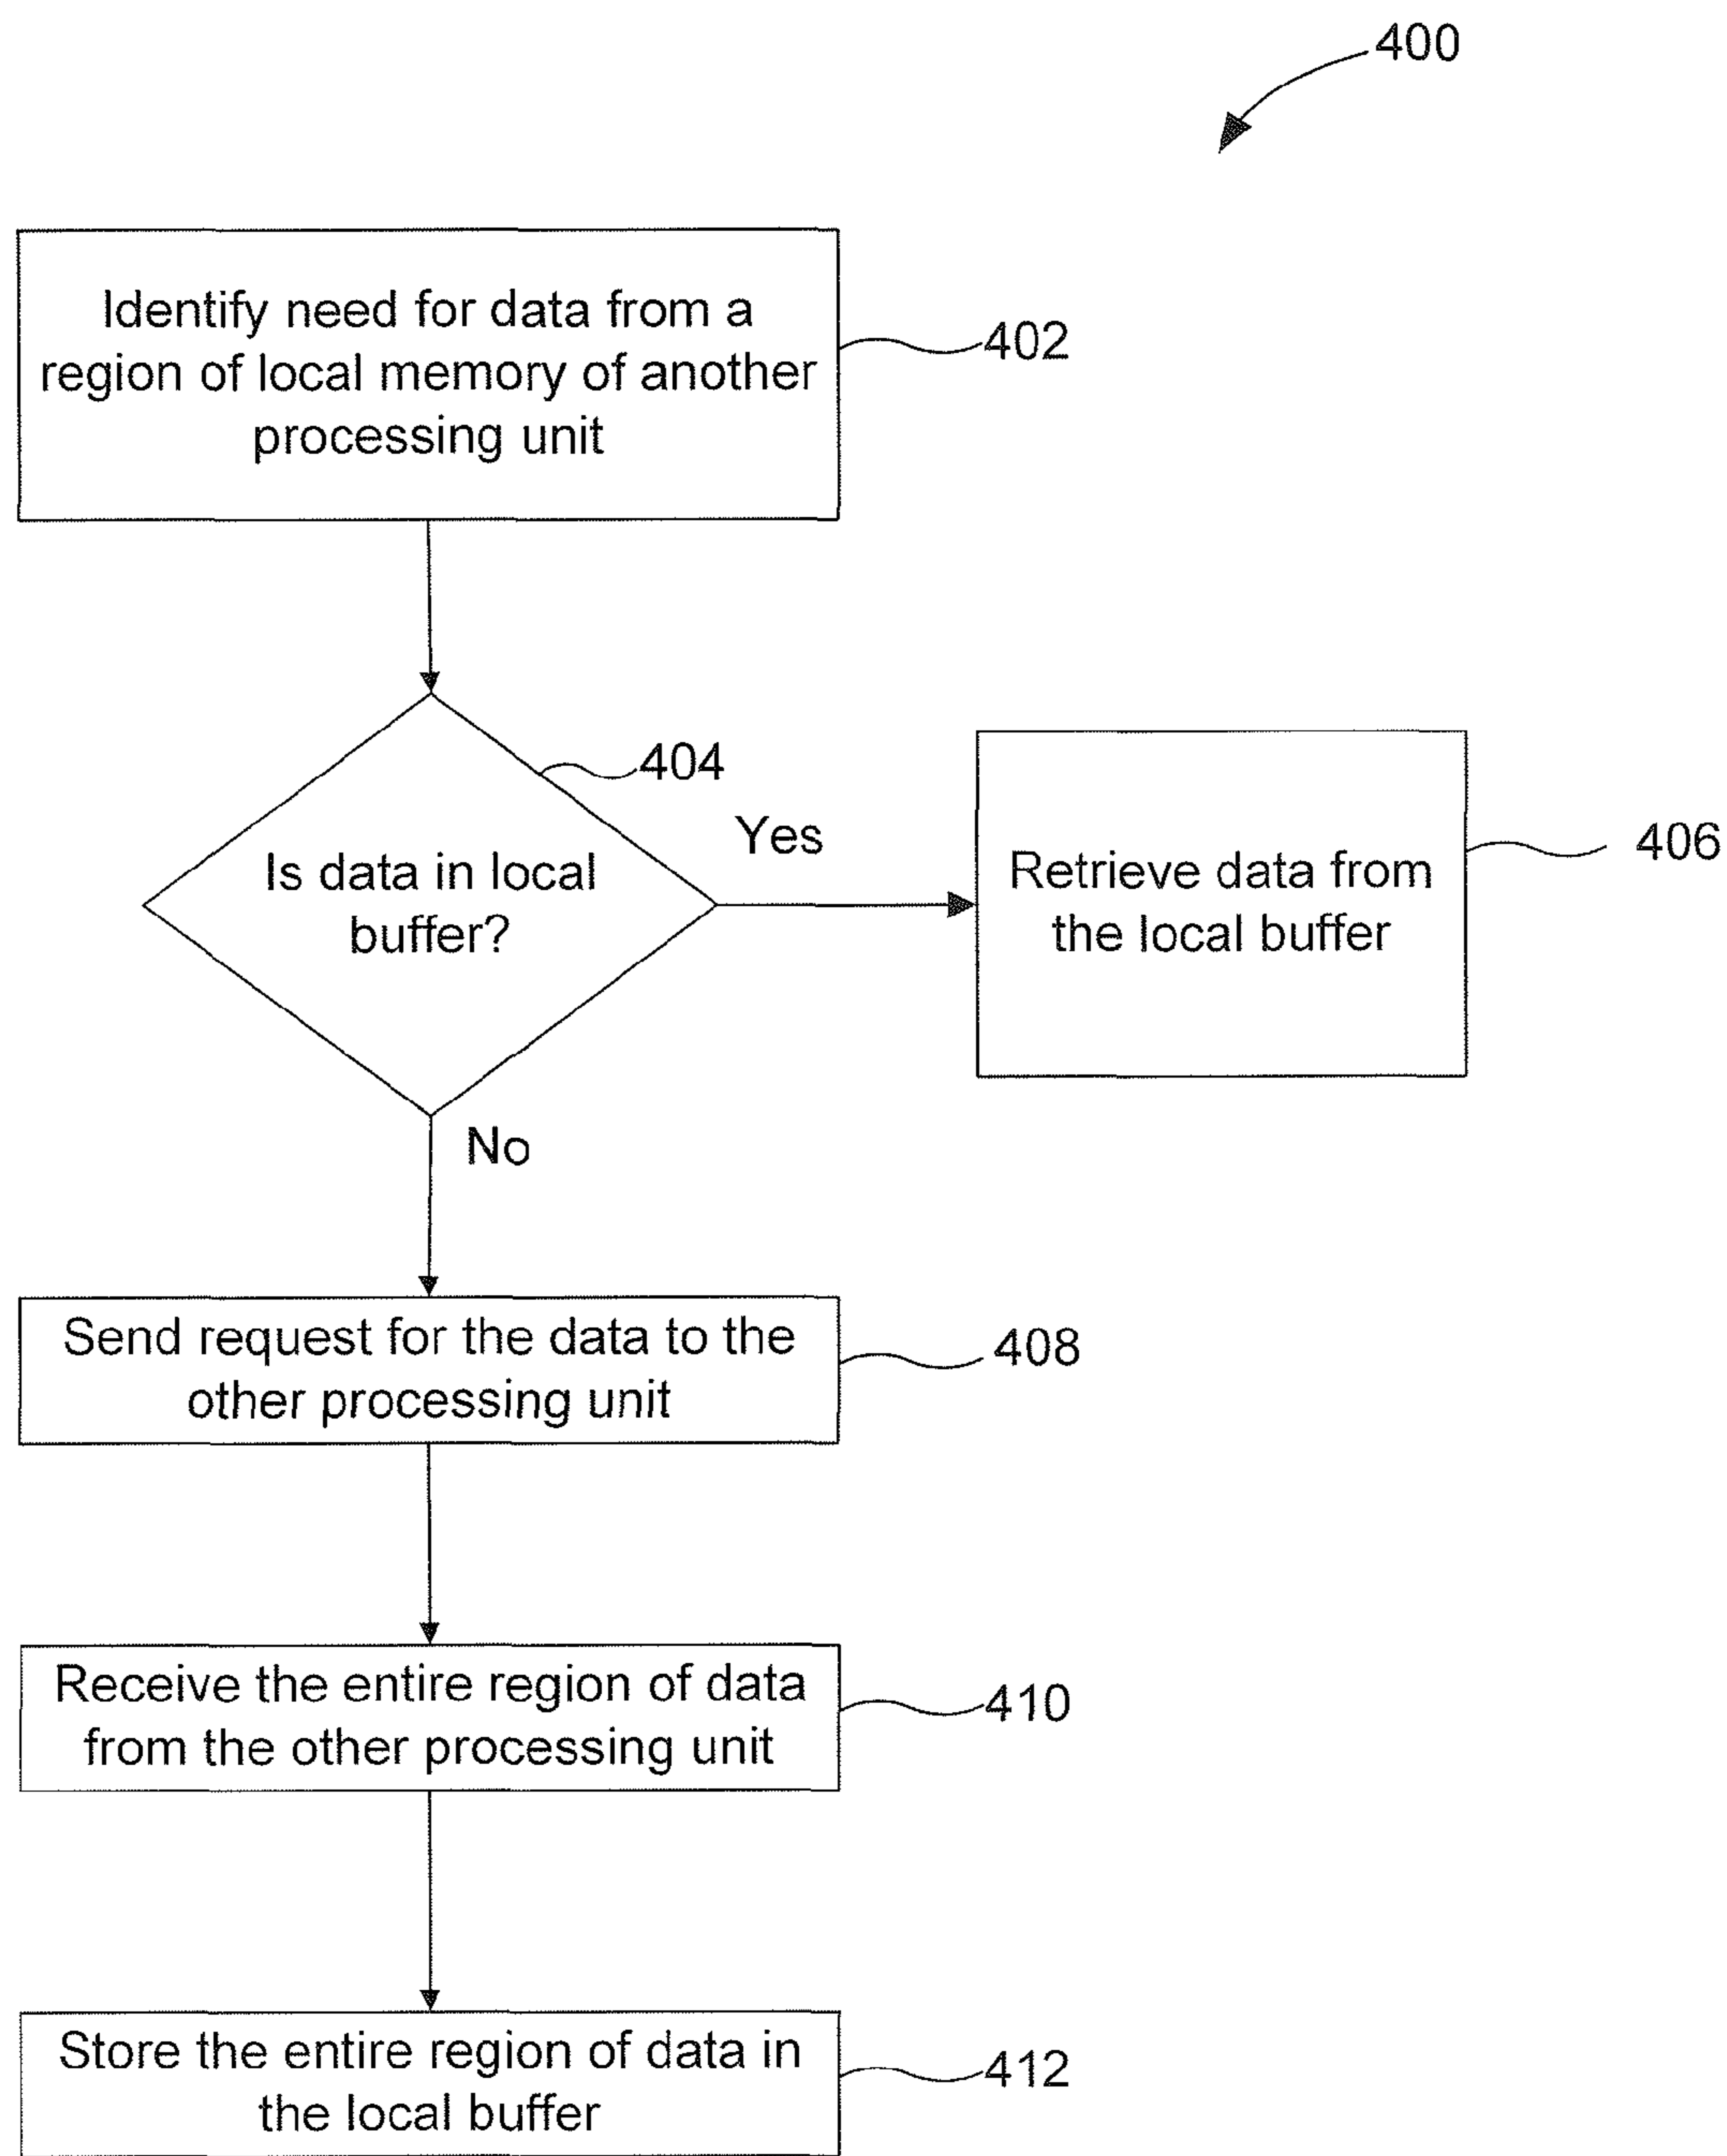 400
Identify need for data from a
region of local memory of another
processing unit
402
404
Yes
Is data in local
buffer?
Retrieve data from
the local buffer
406
No
Send request for the data to the
other processing unit
408
Receive the entire region of data
from the other processing unit
410
Store the entire region of data in
the local buffer
412